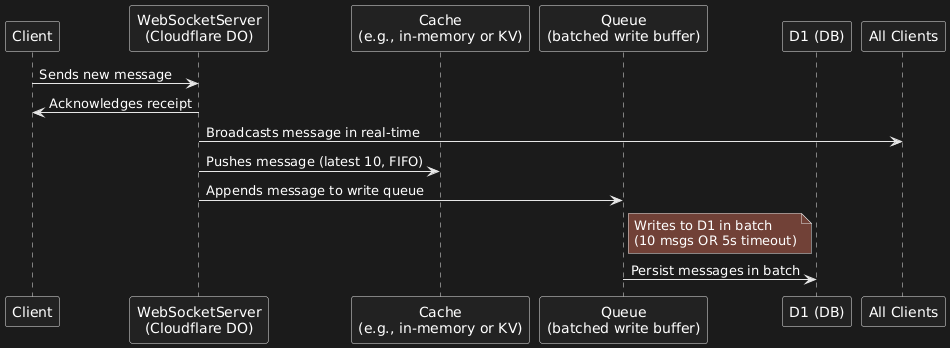 Client
WebSocketServer
(Cloudflare DO)
Cache
(e.g., in-memory or KV)
Queue
(batched write buffer)
D1 (DB)
All Clients
Sends new message
Acknowledges receipt
Broadcasts message in real-time
Pushes message (latest 10, FIFO)
Appends message to write queue
Writes to D1 in batch
(10 msgs OR 5s timeout)
Persist messages in batch
Client
WebSocketServer
(Cloudflare DO)
Cache
(e.g., in-memory or KV)
Queue
(batched write buffer)
D1 (DB)
All Clients